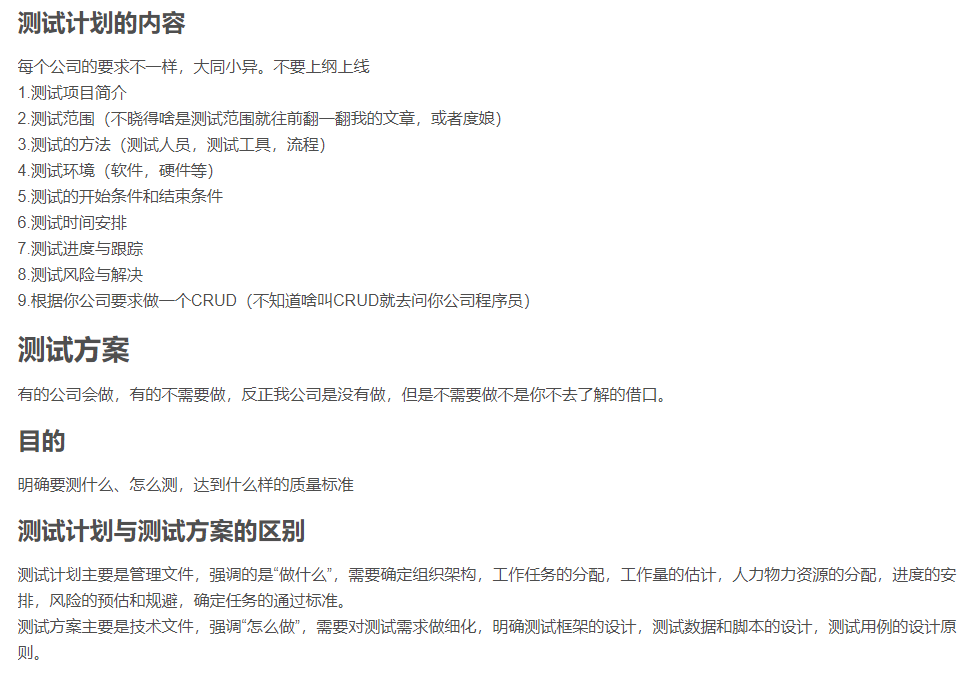 测试计划的内容
每个公司的要求不一样，大同小异。不要上纲上线
1.测试项目简介
2.测试范围（不晓得啥是测试范围就往前翻一翻我的文章，或者度娘）
3.测试的方法（测试人员，测试工具，流程）
4.测试环境（软件，硬件等）
5.测试的开始条件和结束条件
6.测试时间安排
7.测试进度与跟踪
8.测试风险与解决
9.根据你公司要求做一个CRUD（不知道啥叫CRUD就去问你公司程序员）
测试方案
有的公司会做，有的不需要做，反正我公司是没有做，但是不需要做不是你不去了解的借口。
目的
明确要测什么、怎么测，达到什么样的质量标准
测试计划与测试方案的区别
测试计划主要是管理文件，强调的是“做什么”，需要确定组织架构，工作任务的分配，工作量的估计，人力物力资源的分配，进度的安
排，风险的预估和规避，确定任务的通过标准。
测试方案主要是技术文件，强调“怎么做”，需要对测试需求做细化，明确测试框架的设计，测试数据和脚本的设计，测试用例的设计原
则。